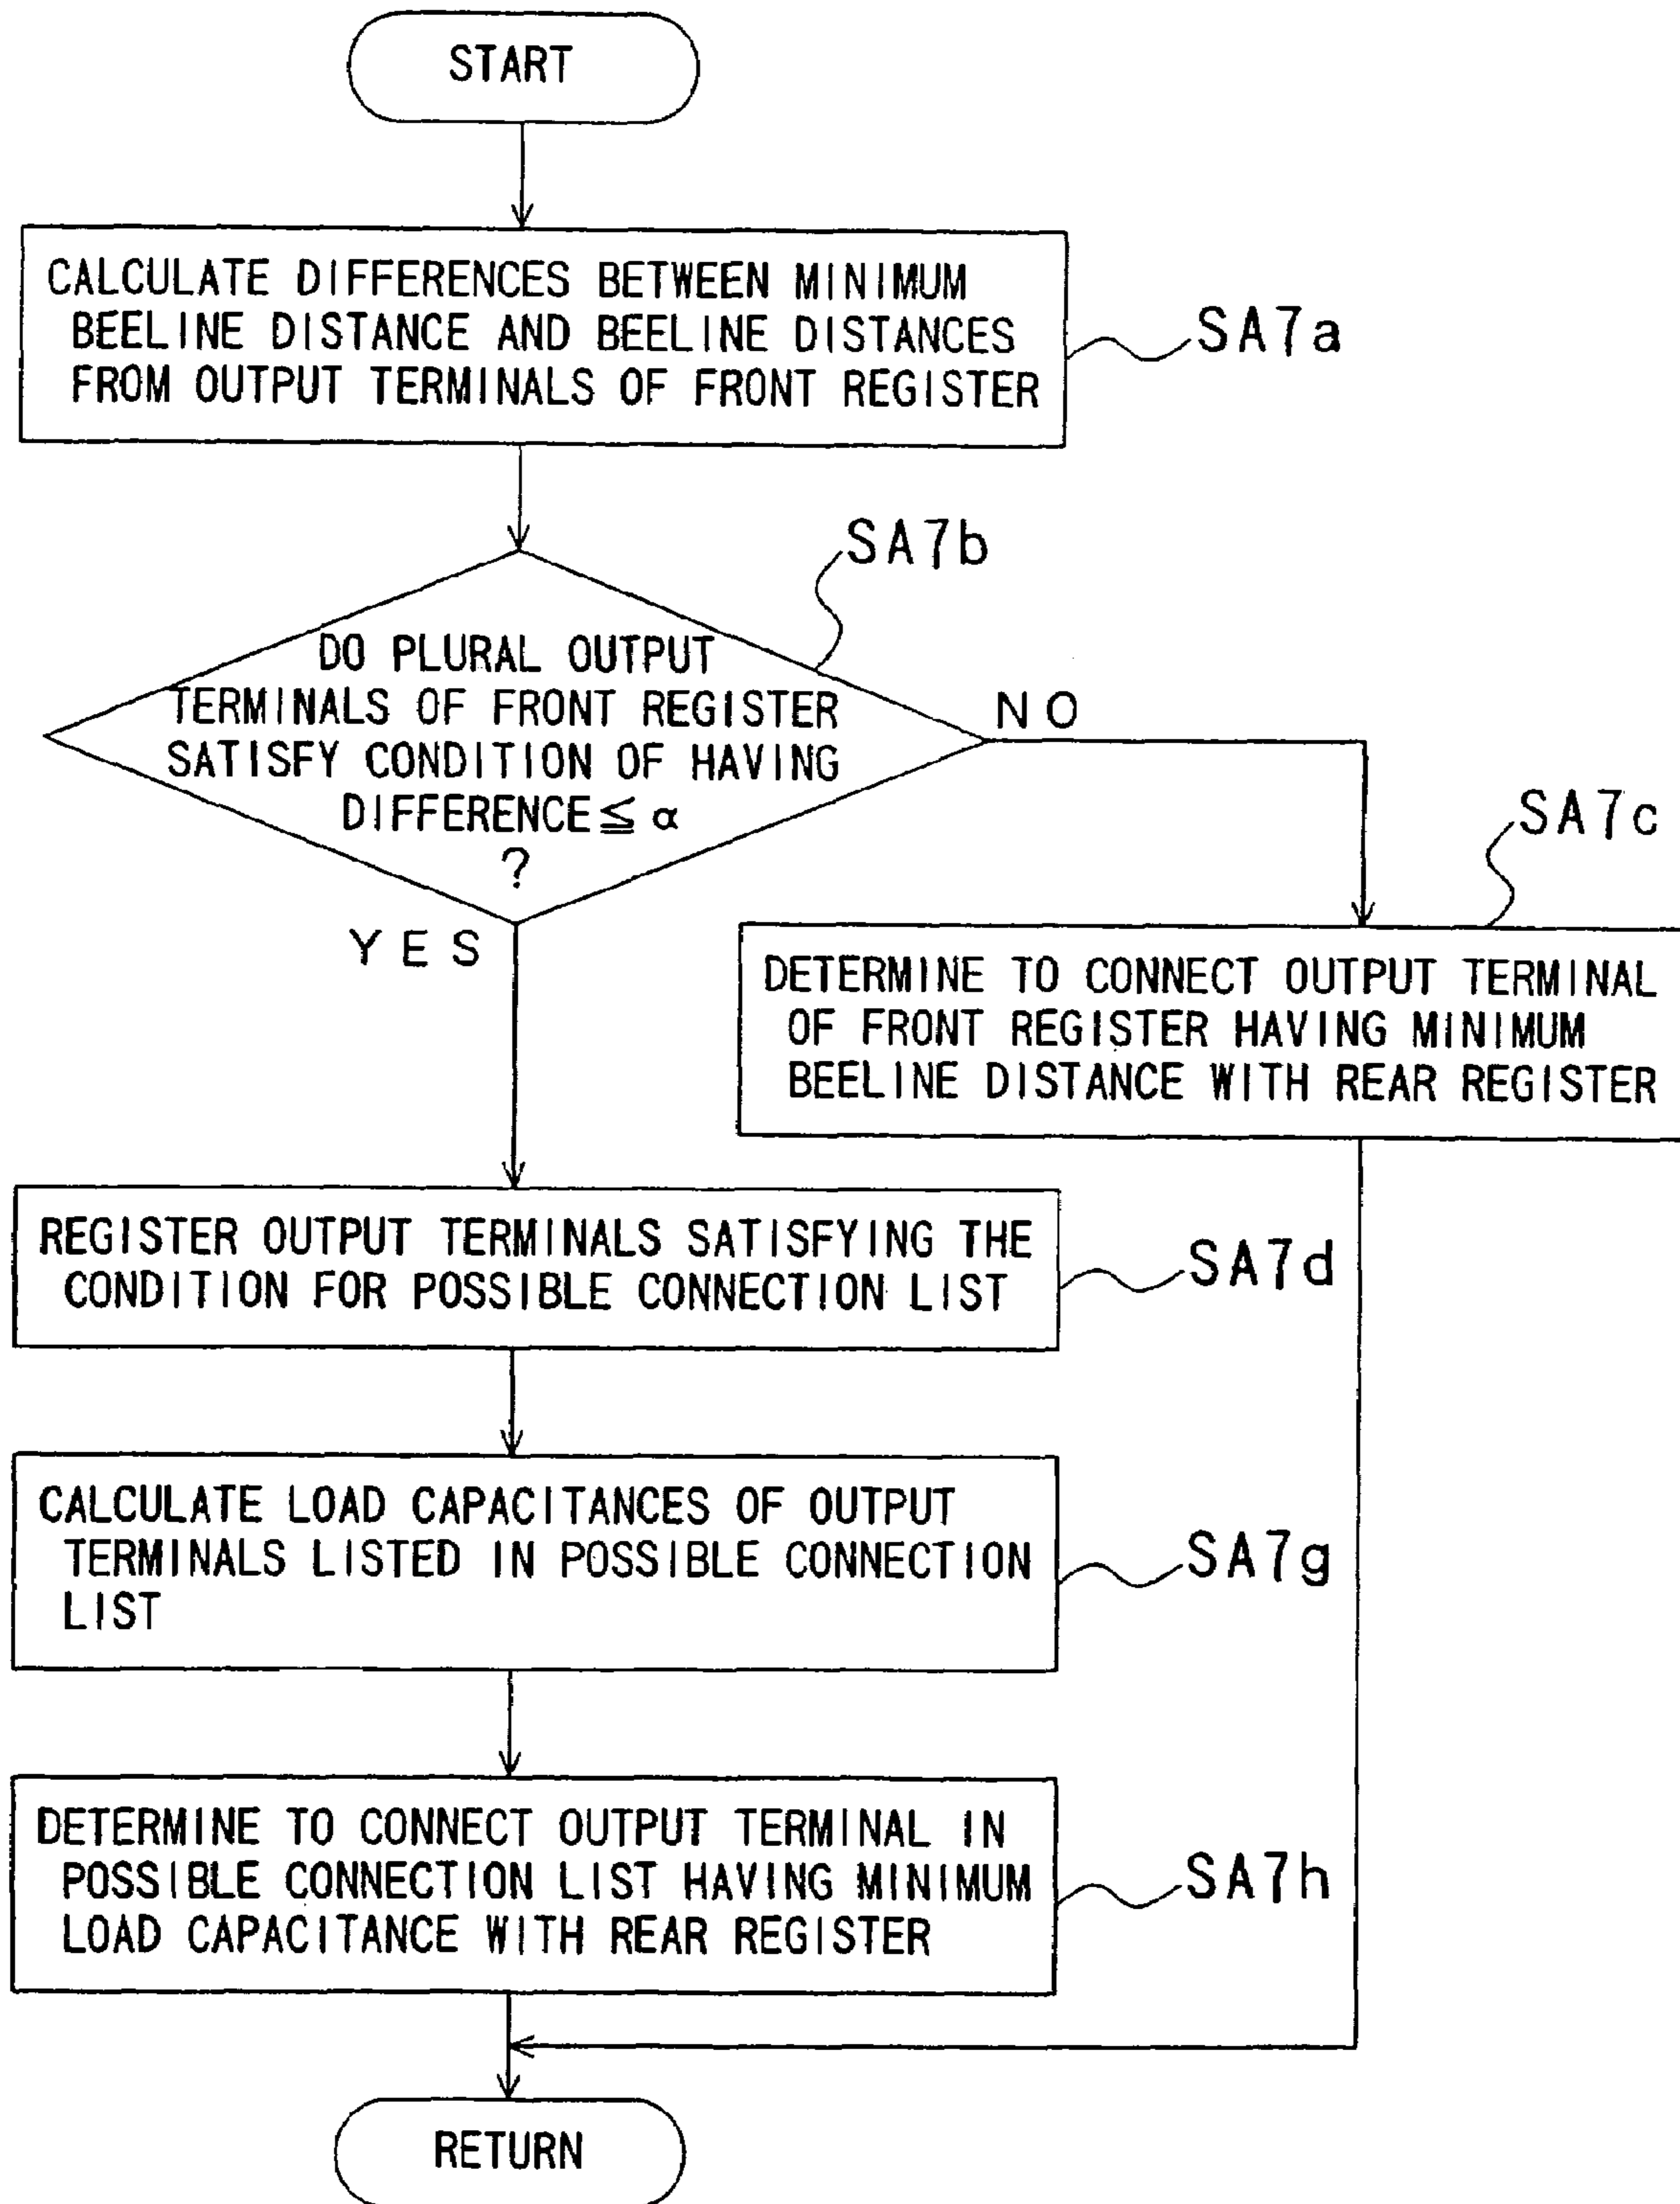 START
CALCULATE DIFFERENCES BETWEEN MINIMUM
BEELINE DISTANCE AND BEELINE DISTANCES
FROM OUTPUT TERMINALS OF FRONT REGISTER
SA7a
SA7b
DO PLURAL OUTPUT
TERMINALS OF FRONT REGISTER
SATISFY CONDITION OF HAVING
DIFFERENCE≦ α
?
NO
YES
SA7c
DETERMINE TO CONNECT OUTPUT TERMINAL
OF FRONT REGISTER HAVING MINIMUM
BEELINE DISTANCE WITH REAR REGISTER
REGISTER OUTPUT TERMINALS SATISFYING THE
CONDITION FOR POSSIBLE CONNECTION LIST
SA7d
CALCULATE LOAD CAPACITANCES OF OUTPUT
TERMINALS LISTED IN POSSIBLE CONNECTION
LIST
SA7g
DETERMINE TO CONNECT OUTPUT TERMINAL IN
POSSIBLE CONNECTION LIST HAVING MINIMUM
LOAD CAPACITANCE WITH REAR REGISTER
SA7h
RETURN